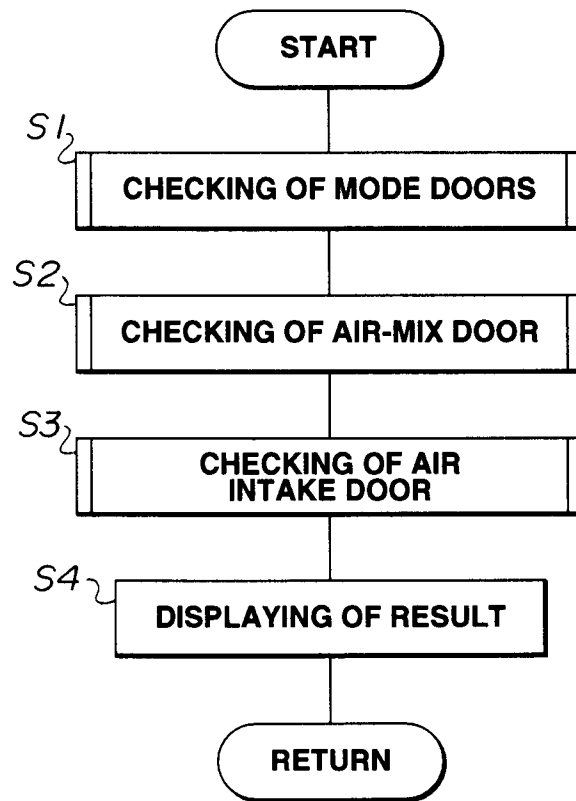 START
S1
CHECKING OF MODE DOORS
S2
CHECKING OF AIR-MIX DOOR
S3
CHECKING OF AIR
INTAKE DOOR
S4
DISPLAYING OF RESULT
RETURN